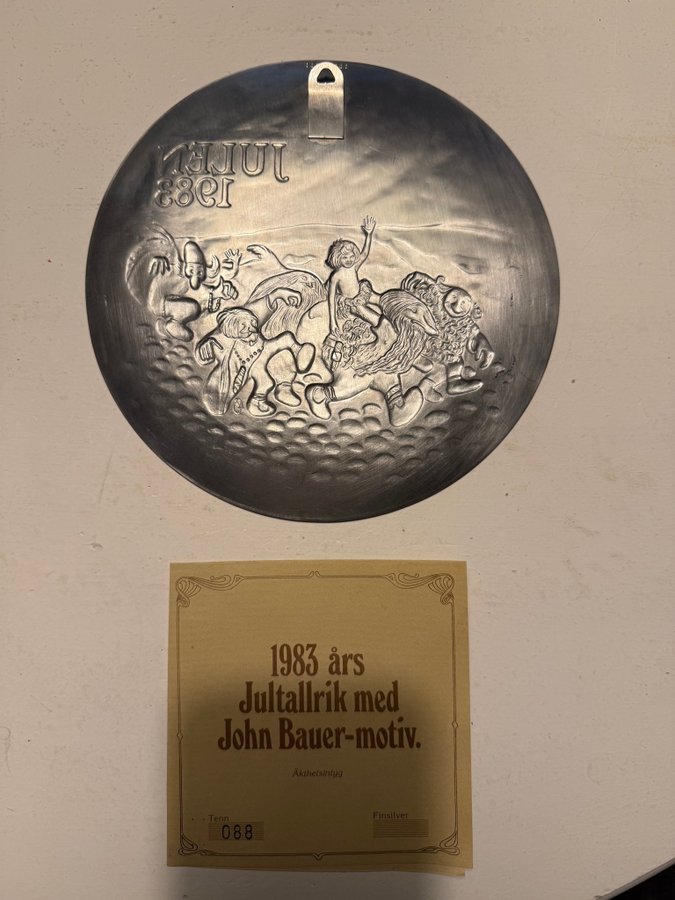 JULEN
1983
1983 års
Jultallrik med
John Bauer-motiv.
Äkthetsintyg
Tenn
088
Finsilver